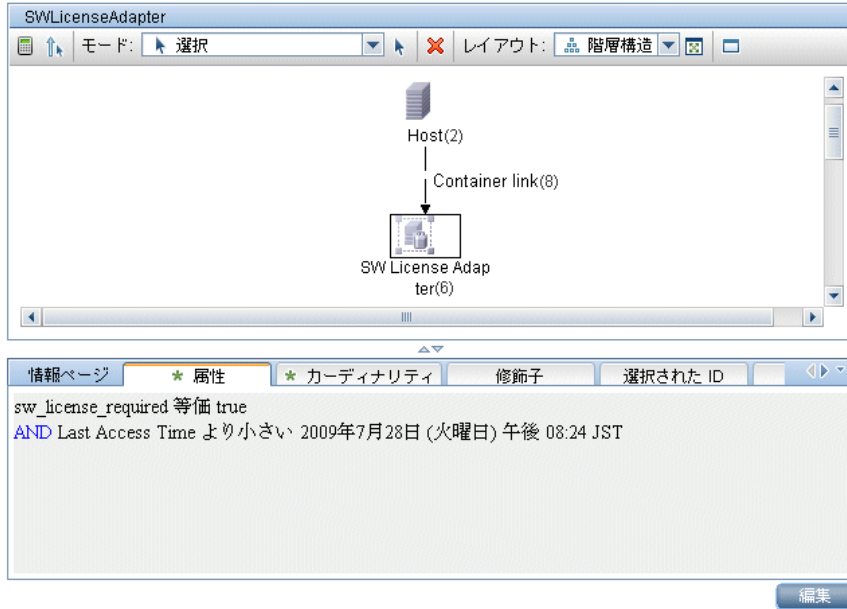 SWLicenseAdapter
モード: 選択 レイアウト: 階層構造
Host(2)
Container link(8)
SW License Adap
ter(6)
情報ページ * 属性 * カーディナリティ 修飾子 選択された ID
sw_license_required 等価 true
AND Last Access Time より小さい 2009年7月28日 (火曜日) 午後 08:24 JST
編集